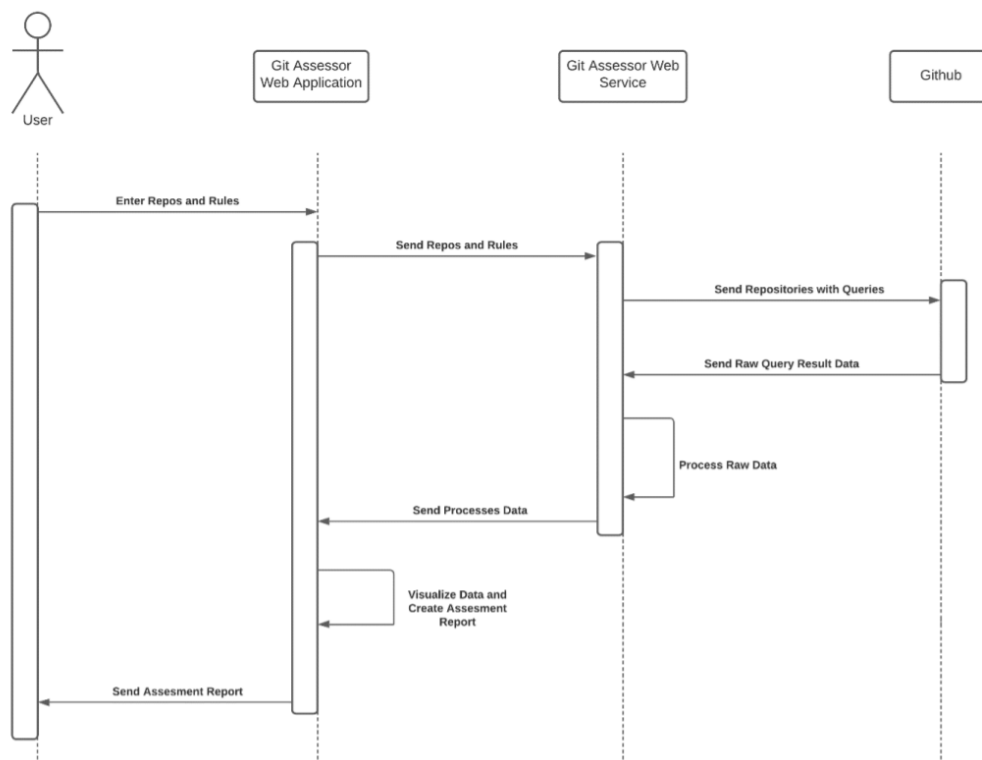 Git Assessor
Web Application
Git Assessor Web
Service
Github
User
Enter Repos and Rules
Send Repos and Rules
Send Repositories with Queries
Send Raw Query Result Data
Process Raw Data
Send Processes Data
Visualize Data and
Create Assesment
Report
Send Assesment Report